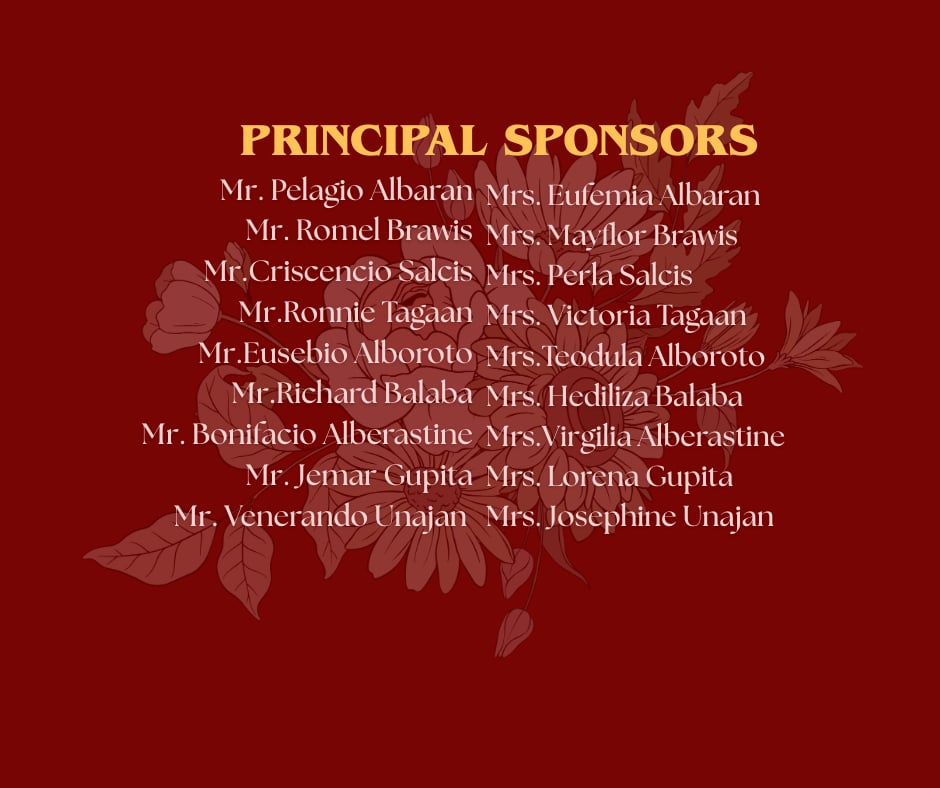 PRINCIPAL SPONSORS
Mr. Pelagio Albaran Mrs. Eufemia Albaran
Mr. Romel Brawis Mrs. Mayflor Brawis
Mr.Criscencio Salcis Mrs. Perla Salcis
Mr.Ronnie Tagaan Mrs. Victoria Tagaan
Mr.Eusebio Alboroto Mrs.Teodula Alboroto
Mr.Richard Balaba Mrs. Hediliza Balaba
Mr. Bonifacio Alberastine Mrs.Virgilia Alberastine
Mr. Jemar Gupita Mrs. Lorena Gupita
Mr. Venerando Unajan Mrs. Josephine Unajan